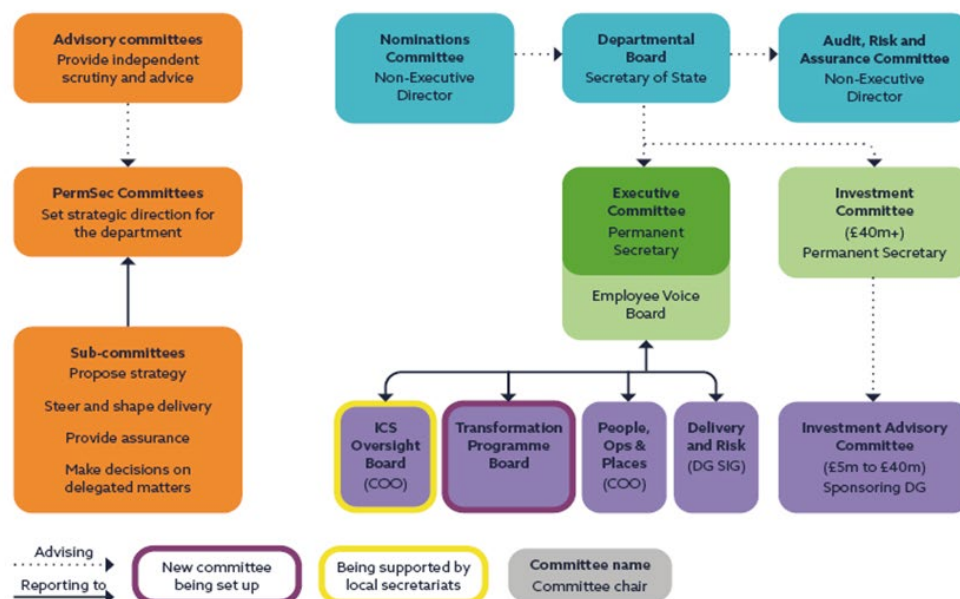 Advisory committees
Provide independent
scrutiny and advice
PermSec Committees
Set strategic direction for
the department
Sub-committees
Propose strategy
Steer and shape delivery
Provide assurance
Make decisions on
delegated matters
Nominations
Committee
Non-Executive
Director
Departmental
Board
Secretary of State
Audit, Risk and
Assurance Committee
Non-Executive
Director
Executive
Committee
Permanent
Secretary
Employee Voice
Board
Investment
Committee
(£40m+)
Permanent Secretary
ICS
Oversight
Board
(COO)
Transformation
Programme
Board
People,
Ops &
Places
(COO)
Delivery
and Risk
(DG SIG)
Investment Advisory
Committee
(£5m to £40m)
Sponsoring DG
Advising
Reporting to
New committee
being set up
Being supported by
local secretariats
Committee name
Committee chair